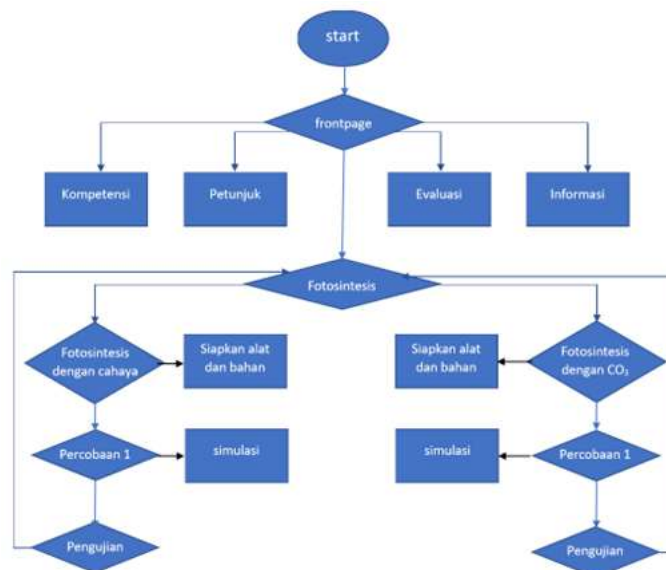 start
frontpage
Kompetensi
Petunjuk
Evaluasi
Informasi
Fotosintesis
Fotosintesis
dengan cahaya
Siapkan alat
dan bahan
Siapkan alat
dan bahan
Fotosintesis
dengan CO₃
Percobaan 1
simulasi
simulasi
Percobaan 1
Pengujian
Pengujian